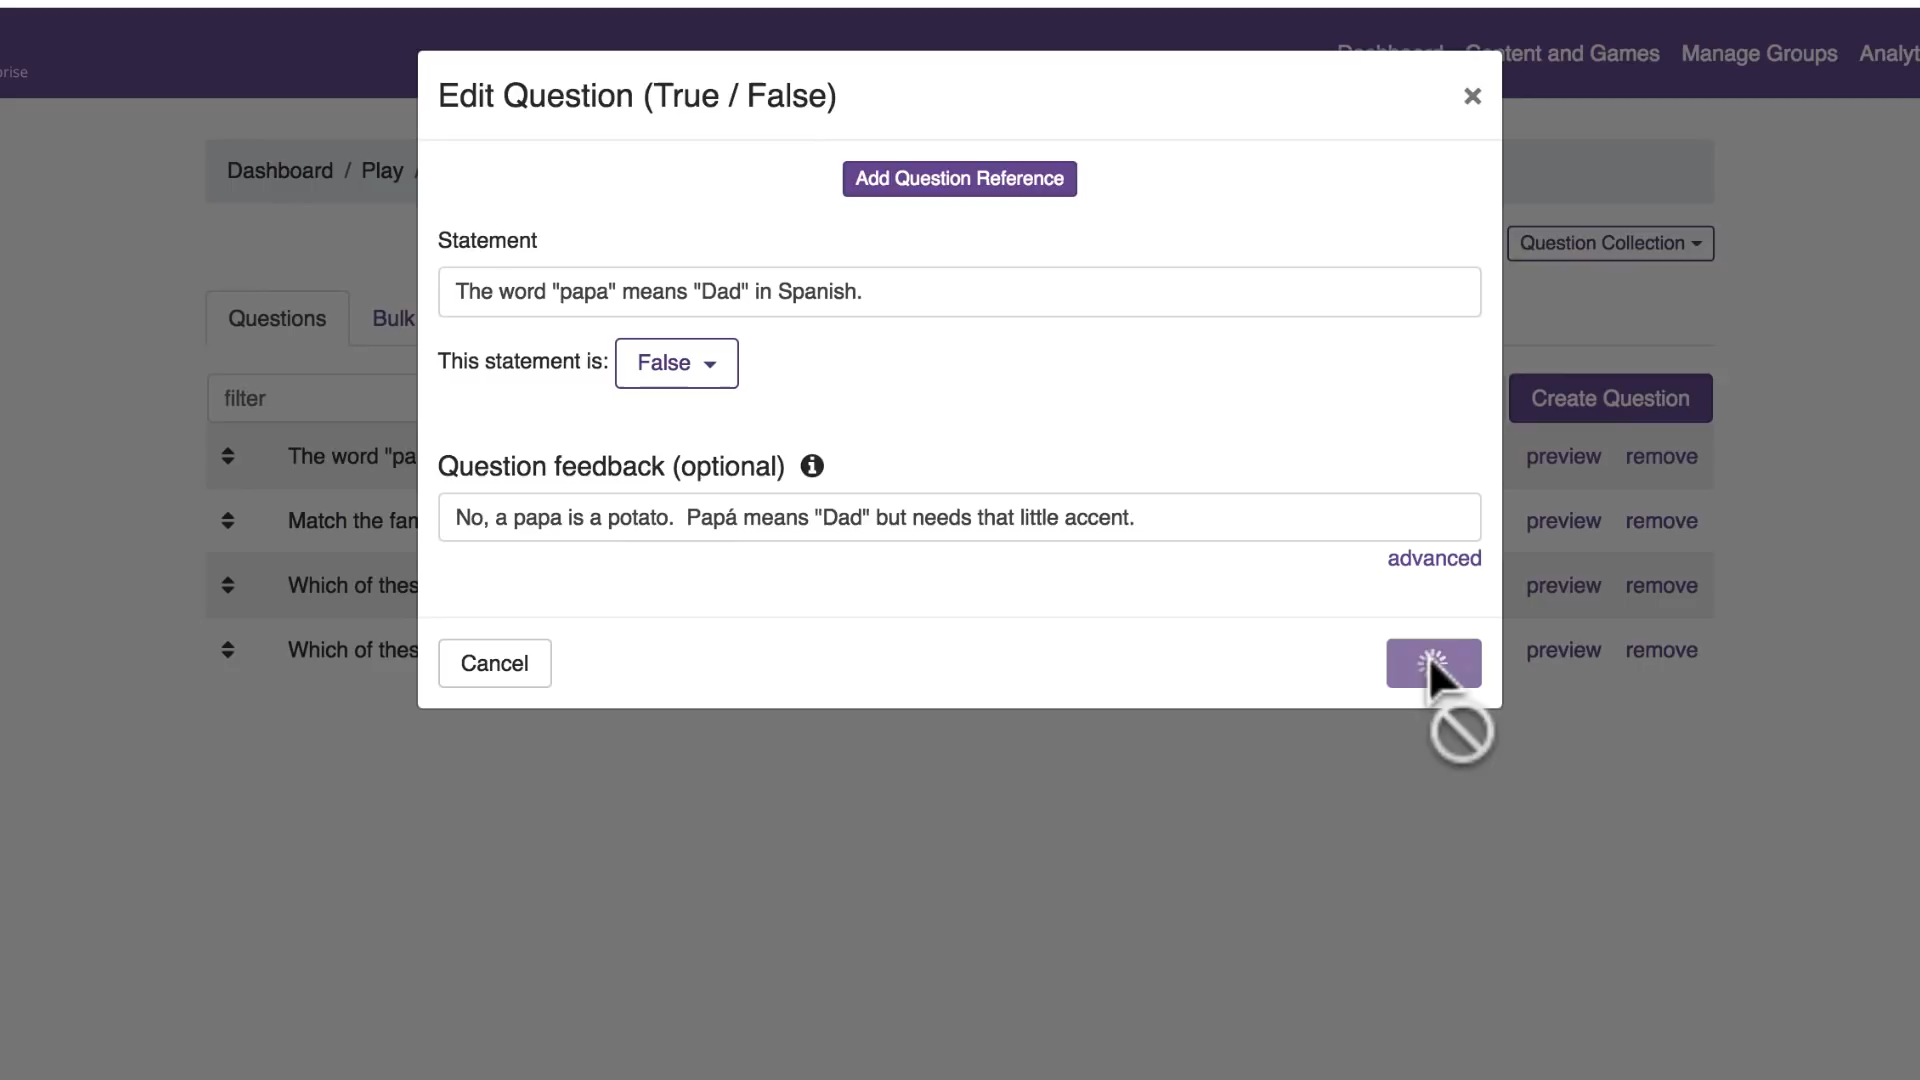 Content and Games Manage Groups
Edit Question (True / False)
Add Question Reference
Dashboard / Play /
Statement
Question Collection
The word "papa" means "Dad" in Spanish.
Questions Bulk
This statement is: False
filter
Create Question
The word "pa
preview remove
Question feedback (optional)
No, a papa is a potato.  Papá means "Dad" but needs that little accent.
Match the fan
preview remove
advanced
Which of thes
preview remove
Which of thes
preview remove
Cancel